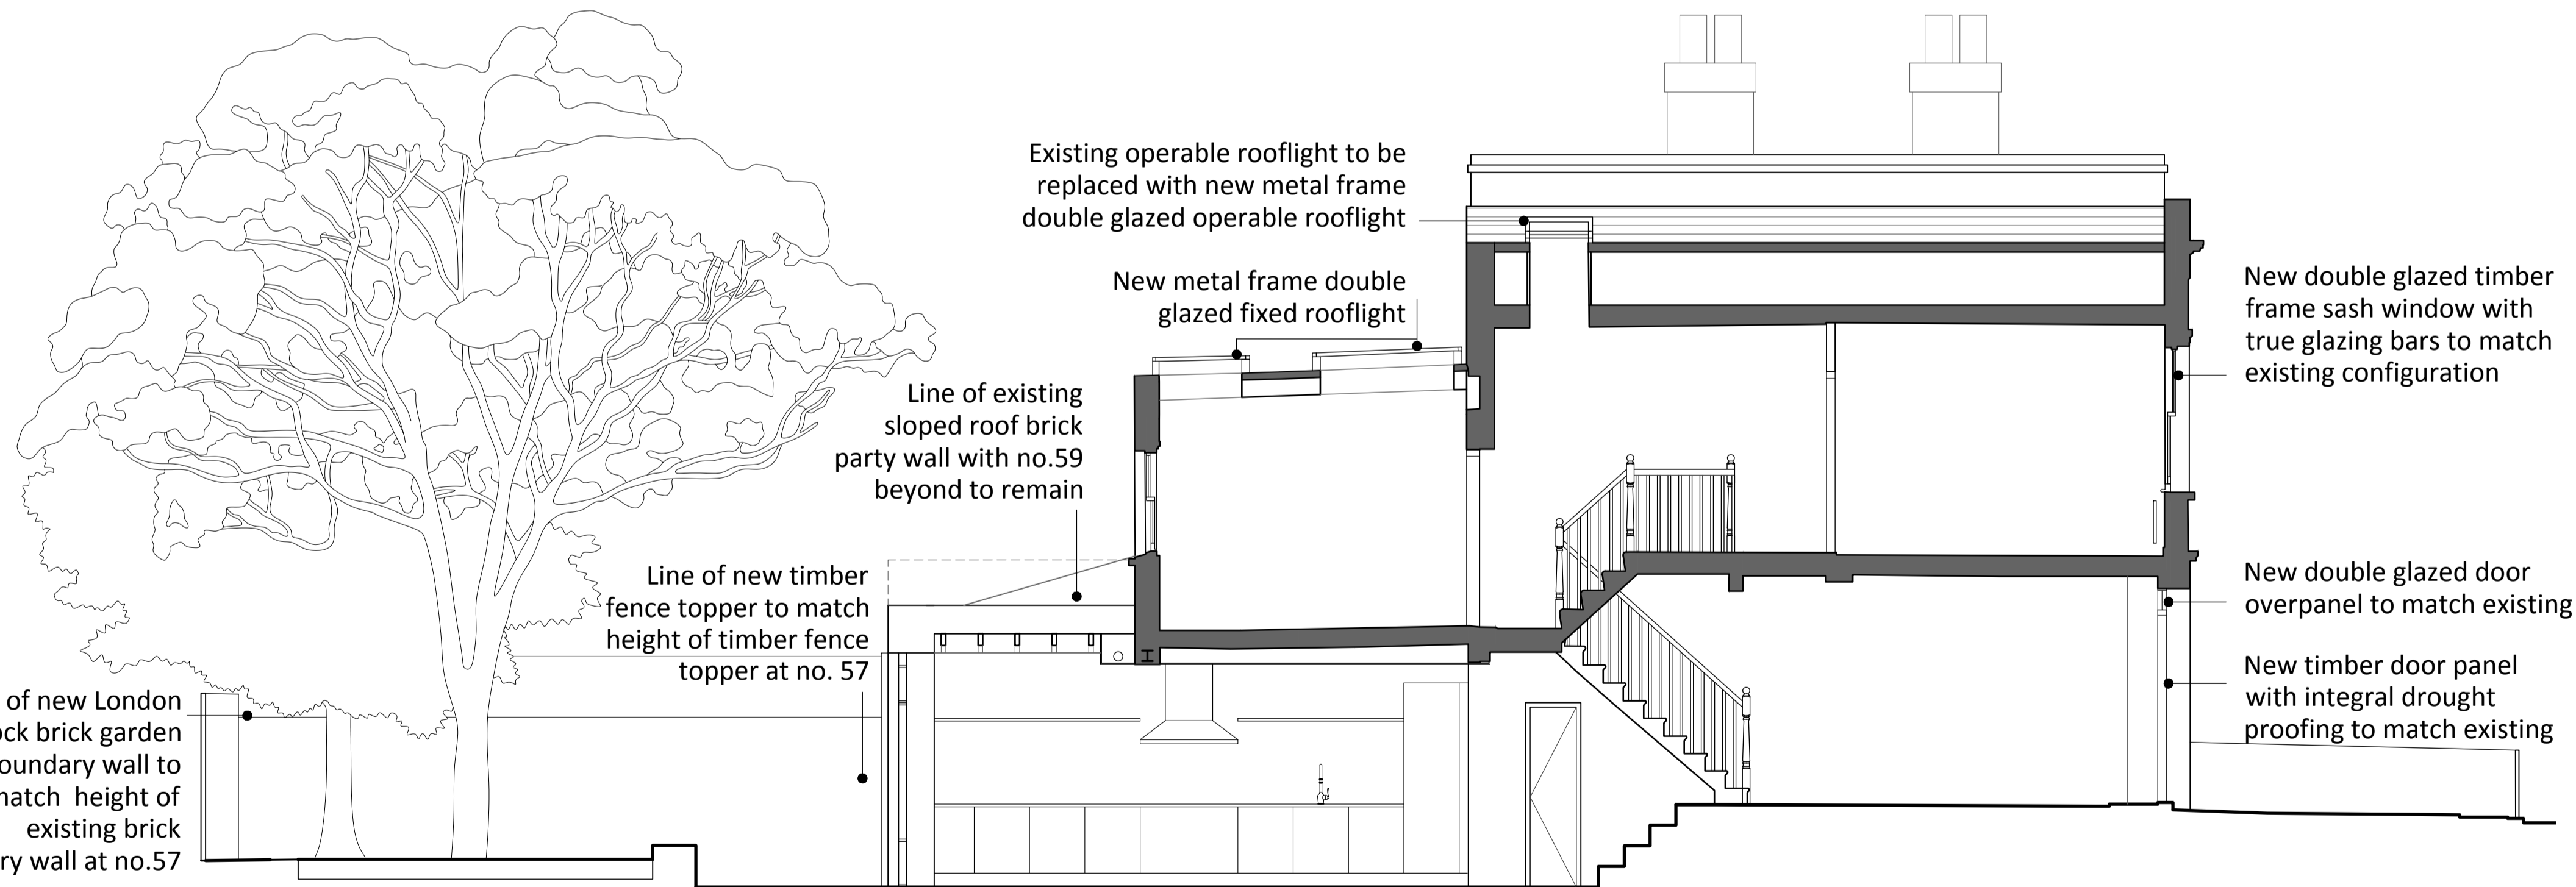 Existing operable rooflight to be
replaced with new metal frame
double glazed operable rooflight
New metal frame double
glazed fixed rooflight
Line of existing
sloped roof brick
party wall with no.59
beyond to remain
Line of new timber
fence topper to match
height of timber fence
topper at no. 57
of new London
ock brick garden
oundary wall to
natch height of
existing brick
ry wall at no.57
New double glazed timber
frame sash window with
true glazing bars to match
existing configuration
New double glazed door
overpanel to match existing
New timber door panel
with integral drought
proofing to match existing